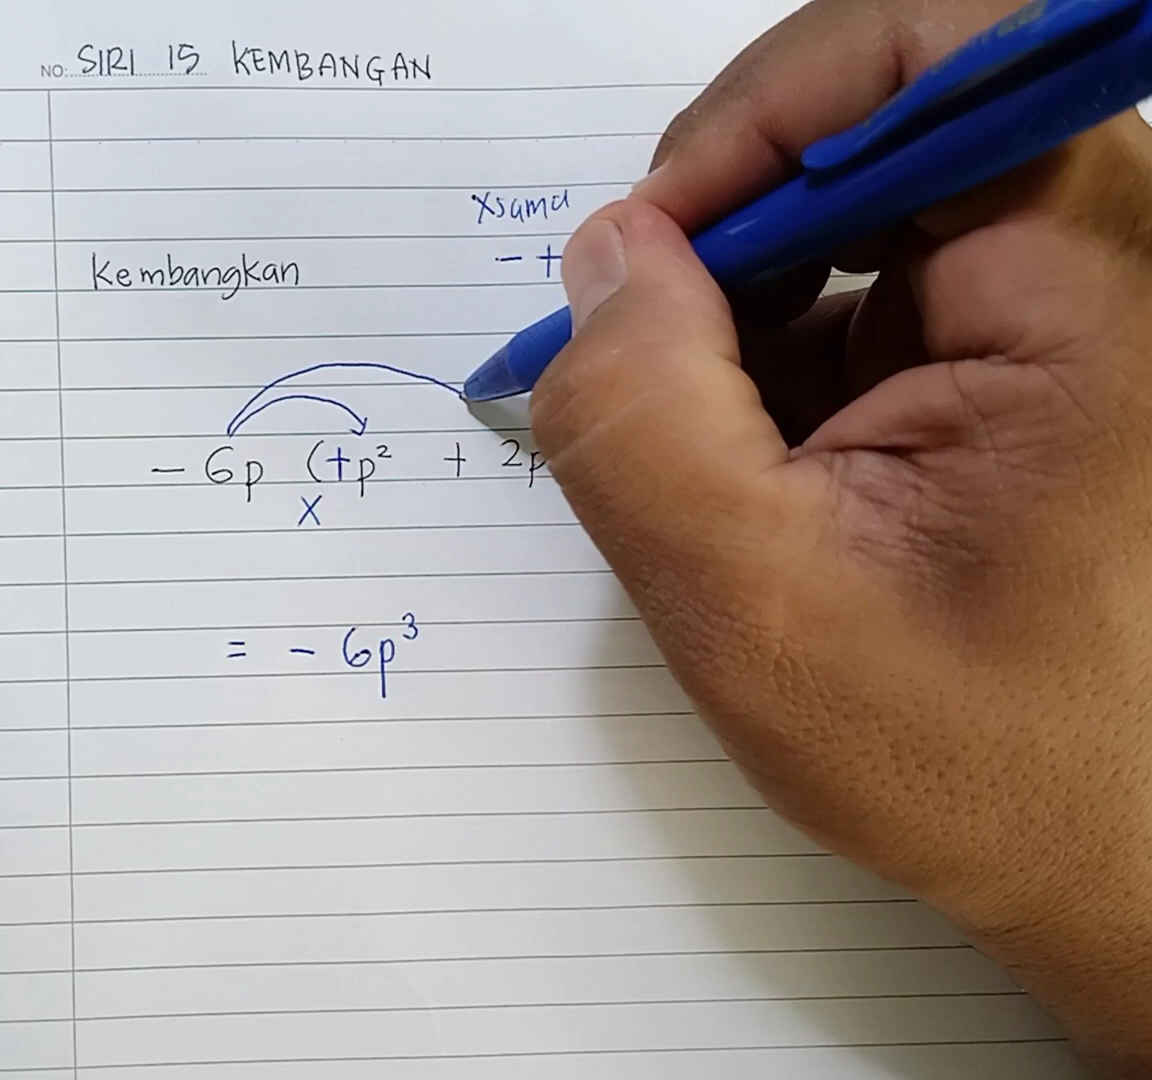 NO: SIRI 15 KEMBANGAN
Xsama
- +
Kembangkan
- 6p (+p² + 2p
X
= - 6p³